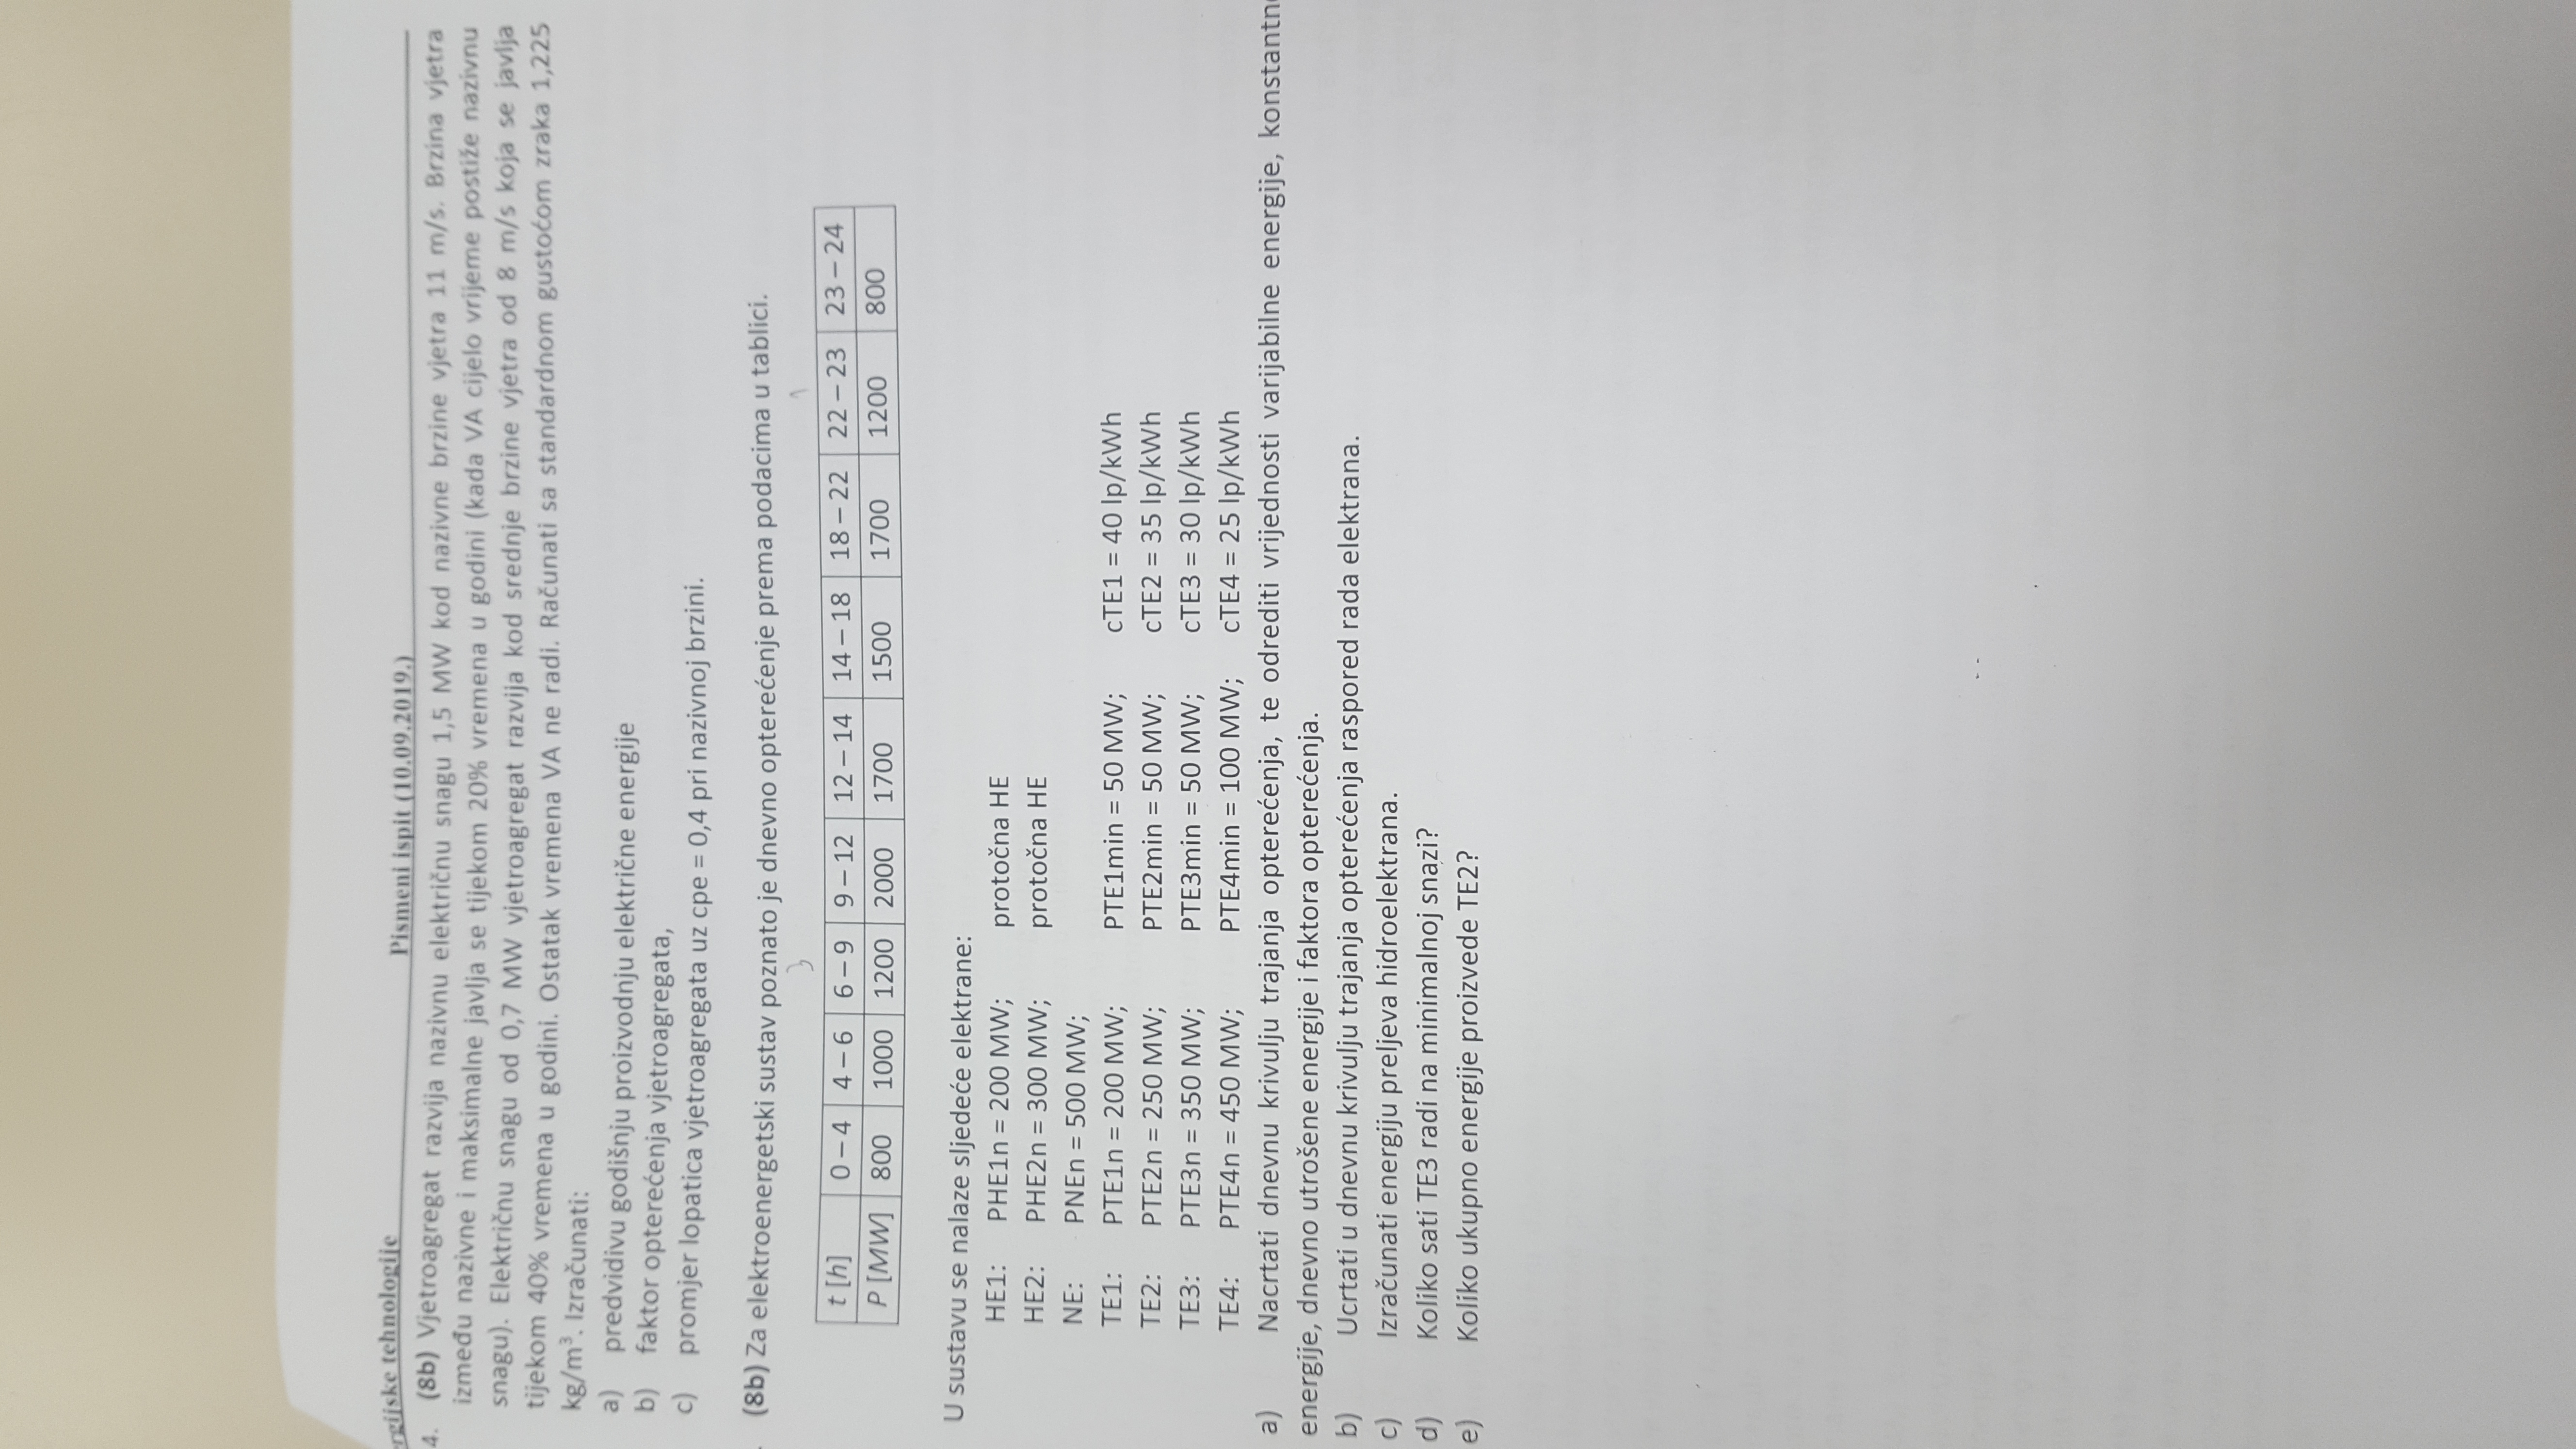 rgijske tehnologije Pismeni ispit (10.09.2019.)
4. (8b) Vjetroagregat razvija nazivnu električnu snagu 1,5 MW kod nazivne brzine vjetra 11 m/s. Brzina vjetra
između nazivne i maksimalne javlja se tijekom 20% vremena u godini (kada VA cijelo vrijeme postiže nazivnu
snagu). Električnu snagu od 0,7 MW vjetroagregat razvija kod srednje brzine vjetra od 8 m/s koja se javlja
tijekom 40% vremena u godini. Ostatak vremena VA ne radi. Računati sa standardnom gustoćom zraka 1,225
kg/m³. Izračunati:
a) predvidivu godišnju proizvodnju električne energije
b) faktor opterećenja vjetroagregata,
c) promjer lopatica vjetroagregata uz cpe = 0,4 pri nazivnoj brzini.
(8b) Za elektroenergetski sustav poznato je dnevno opterećenje prema podacima u tablici.
3 1
t [h] 0 – 4 4 – 6 6 – 9 9 – 12 12 – 14 14 – 18 18 – 22 22 – 23 23 – 24
P [MW] 800 1000 1200 2000 1700 1500 1700 1200 800
U sustavu se nalaze sljedeće elektrane:
HE1: PHE1n = 200 MW; protočna HE
HE2: PHE2n = 300 MW; protočna HE
NE: PNEn = 500 MW;
TE1: PTE1n = 200 MW; PTE1min = 50 MW; cTE1 = 40 lp/kWh
TE2: PTE2n = 250 MW; PTE2min = 50 MW; cTE2 = 35 lp/kWh
TE3: PTE3n = 350 MW; PTE3min = 50 MW; cTE3 = 30 lp/kWh
TE4: PTE4n = 450 MW; PTE4min = 100 MW; cTE4 = 25 lp/kWh
a) Nacrtati dnevnu krivulju trajanja opterećenja, te odrediti vrijednosti varijabilne energije, konstantn
energije, dnevno utrošene energije i faktora opterećenja.
b) Ucrtati u dnevnu krivulju trajanja opterećenja raspored rada elektrana.
c) Izračunati energiju preljeva hidroelektrana.
d) Koliko sati TE3 radi na minimalnoj snazi?
e) Koliko ukupno energije proizvede TE2?